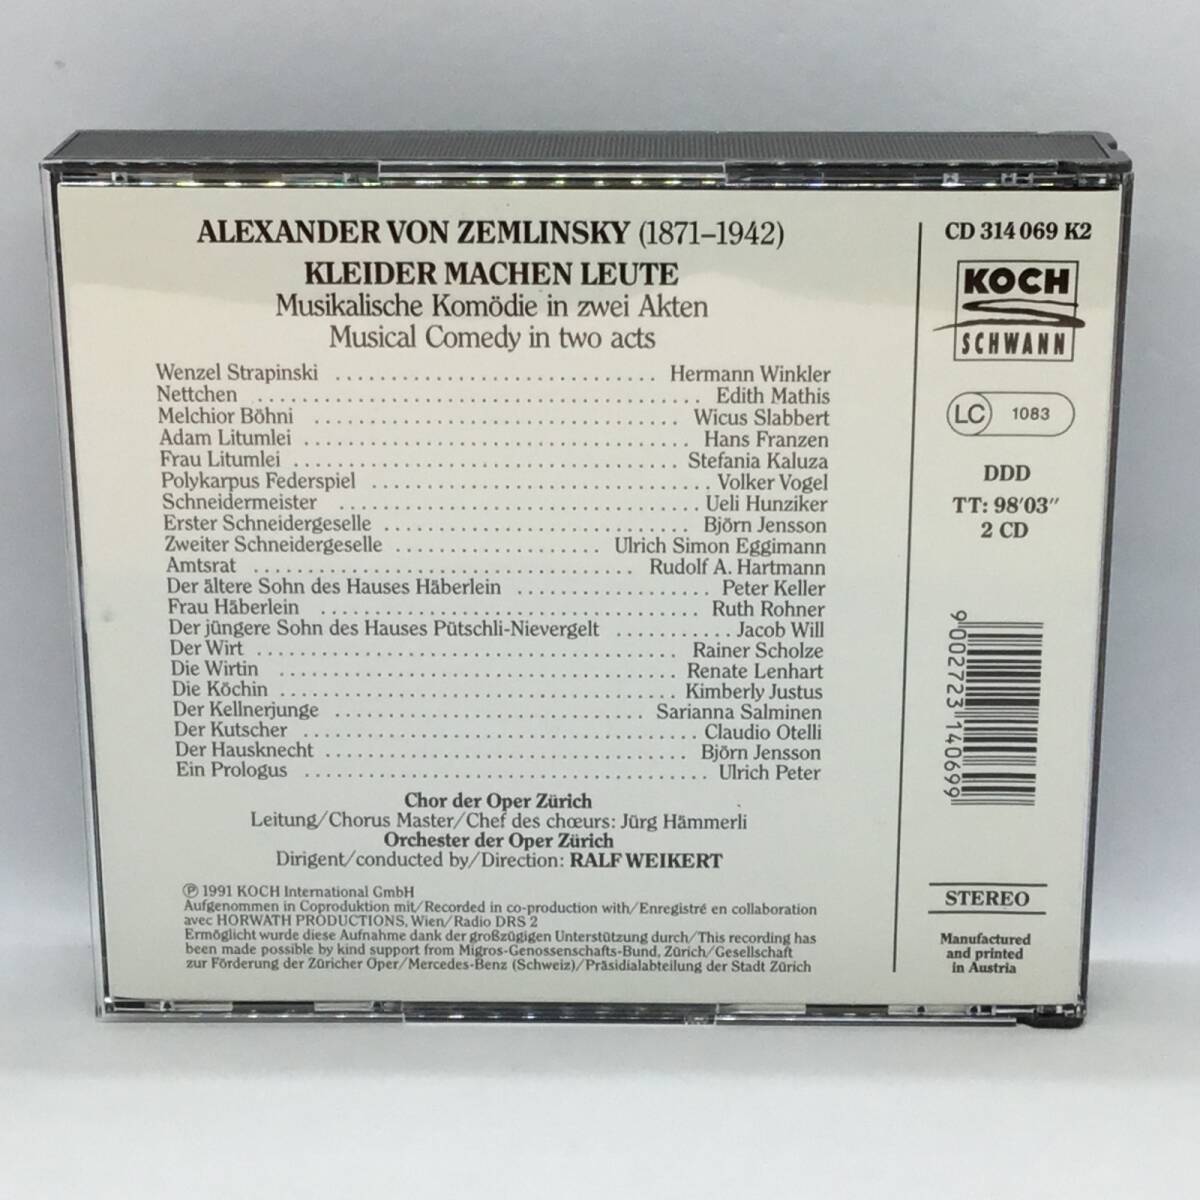 ALEXANDER VON ZEMLINSKY (1871–1942)
KLEIDER MACHEN LEUTE
Musikalische Komödie in zwei Akten
Musical Comedy in two acts
Wenzel Strapinski ............................ Hermann Winkler
Nettchen ........................................ Edith Mathis
Melchior Böhni .................................. Wicus Slabbert
Adam Litumlei ................................... Hans Franzen
Frau Litumlei ................................... Stefania Kaluza
Polykarpus Federspiel .............................. Volker Vogel
Schneidermeister ................................ Ueli Hunziker
Erster Schneidergeselle ............................ Björn Jensson
Zweiter Schneidergeselle ................... Ulrich Simon Eggimann
Amtsrat .................................. Rudolf A. Hartmann
Der ältere Sohn des Hauses Häberlein .................. Peter Keller
Frau Häberlein .................................. Ruth Rohner
Der jüngere Sohn des Hauses Pütschli-Nievergelt ........... Jacob Will
Der Wirt ....................................... Rainer Scholze
Die Wirtin ..................................... Renate Lenhart
Die Köchin ..................................... Kimberly Justus
Der Kellnerjunge ............................. Sarianna Salminen
Der Kutscher .................................... Claudio Otelli
Der Hausknecht .................................. Björn Jensson
Ein Prologus ..................................... Ulrich Peter
Chor der Oper Zürich
Leitung/Chorus Master/Chef des chœurs: Jürg Hämmerli
Orchester der Oper Zürich
Dirigent/conducted by/Direction: RALF WEIKERT
℗ 1991 KOCH International GmbH
Aufgenommen in Coproduktion mit/Recorded in co-production with/Enregistré en collaboration
avec HORWATH PRODUCTIONS, Wien/Radio DRS 2
Ermöglicht wurde diese Aufnahme dank der großzügigen Unterstützung durch/This recording has
been made possible by kind support from Migros-Genossenschafts-Bund, Zürich/Gesellschaft
zur Förderung der Züricher Oper/Mercedes-Benz (Schweiz)/Präsidialabteilung der Stadt Zürich
CD 314 069 K2
KOCH
SCHWANN
LC 1083
DDD
TT: 98'03"
2 CD
9 002723 140699
STEREO
Manufactured
and printed
in Austria